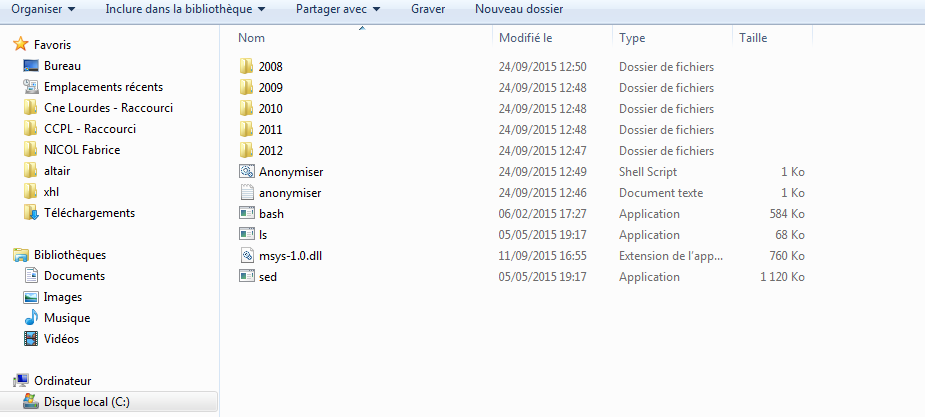 Organiser Inclure dans la bibliothèque Partager avec Graver Nouveau dossier
Favoris
Bureau
Emplacements récents
Cne Lourdes - Raccourci
CCPL - Raccourci
NICOL Fabrice
altair
xhl
Téléchargements
Bibliothèques
Documents
Images
Musique
Vidéos
Ordinateur
Disque local (C:)
Nom Modifié le Type Taille
2008 24/09/2015 12:50 Dossier de fichiers
2009 24/09/2015 12:48 Dossier de fichiers
2010 24/09/2015 12:48 Dossier de fichiers
2011 24/09/2015 12:48 Dossier de fichiers
2012 24/09/2015 12:47 Dossier de fichiers
Anonymiser 24/09/2015 12:49 Shell Script 1 Ko
anonymiser 24/09/2015 12:46 Document texte 1 Ko
bash 06/02/2015 17:27 Application 584 Ko
ls 05/05/2015 19:17 Application 68 Ko
msys-1.0.dll 11/09/2015 16:55 Extension de l'app... 760 Ko
sed 05/05/2015 19:17 Application 1 120 Ko